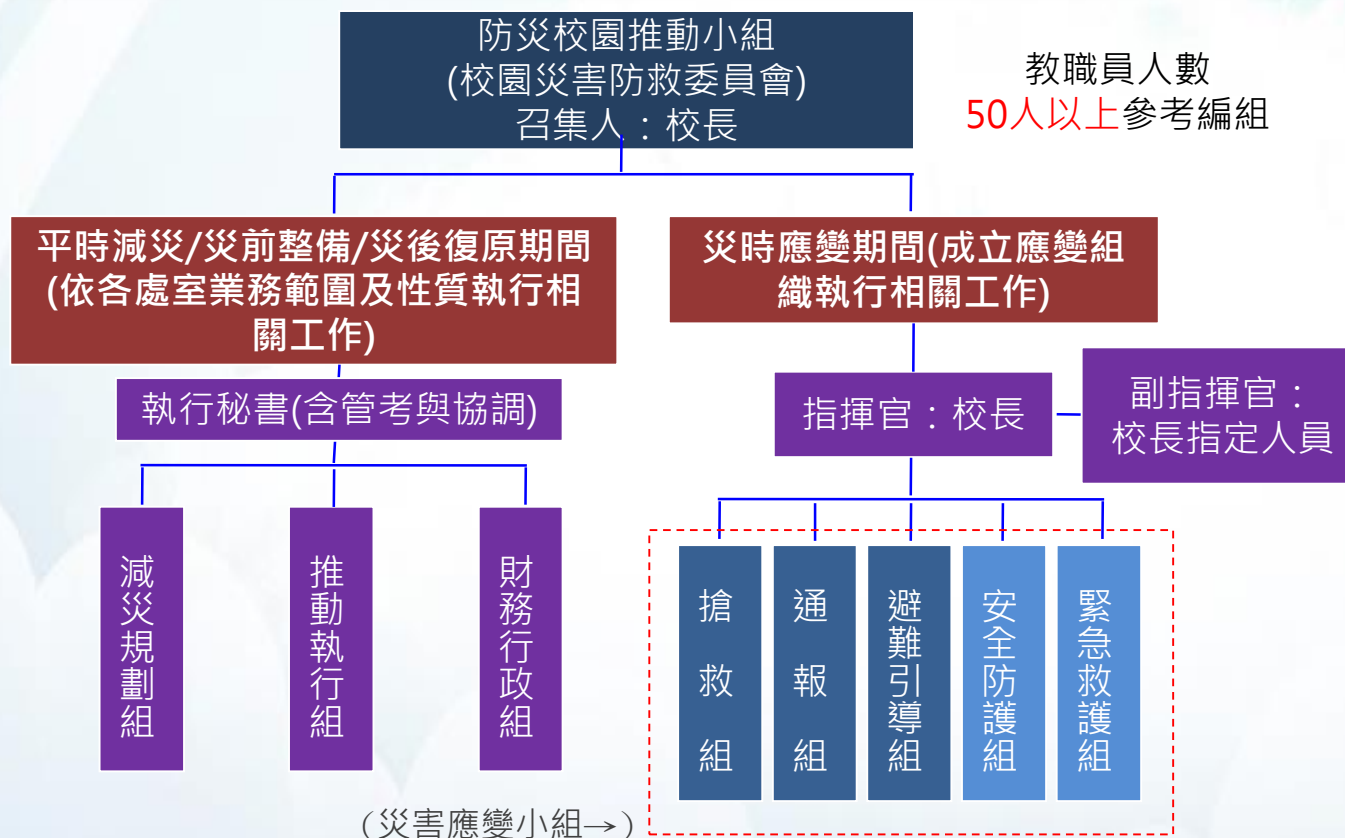 防災校園推動小組
(校園災害防救委員會)
召集人：校長
教職員人數
50人以上參考編組
平時減災/災前整備/災後復原期間
(依各處室業務範圍及性質執行相
關工作)
災時應變期間(成立應變組
織執行相關工作)
執行秘書(含管考與協調)
指揮官：校長
副指揮官：
校長指定人員
減災規劃組
推動執行組
財務行政組
搶救組
通報組
避難引導組
安全防護組
緊急救護組
(災害應變小組→)